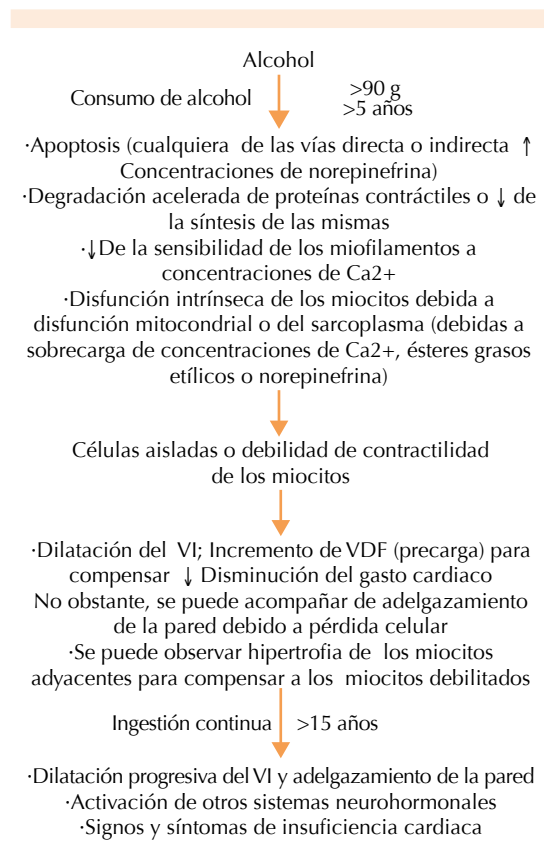 Alcohol
Consumo de alcohol >90 g
>5 años
·Apoptosis (cualquiera de las vías directa o indirecta ↑
Concentraciones de norepinefrina)
·Degradación acelerada de proteínas contráctiles o ↓ de
la síntesis de las mismas
·↓De la sensibilidad de los miofilamentos a
concentraciones de Ca2+
·Disfunción intrínseca de los miocitos debida a
disfunción mitocondrial o del sarcoplasma (debidas a
sobrecarga de concentraciones de Ca2+, ésteres grasos
etílicos o norepinefrina)
Células aisladas o debilidad de contractilidad
de los miocitos
·Dilatación del VI; Incremento de VDF (precarga) para
compensar ↓ Disminución del gasto cardiaco
No obstante, se puede acompañar de adelgazamiento
de la pared debido a pérdida celular
·Se puede observar hipertrofia de los miocitos
adyacentes para compensar a los miocitos debilitados
Ingestión continua >15 años
·Dilatación progresiva del VI y adelgazamiento de la pared
·Activación de otros sistemas neurohormonales
·Signos y síntomas de insuficiencia cardiaca